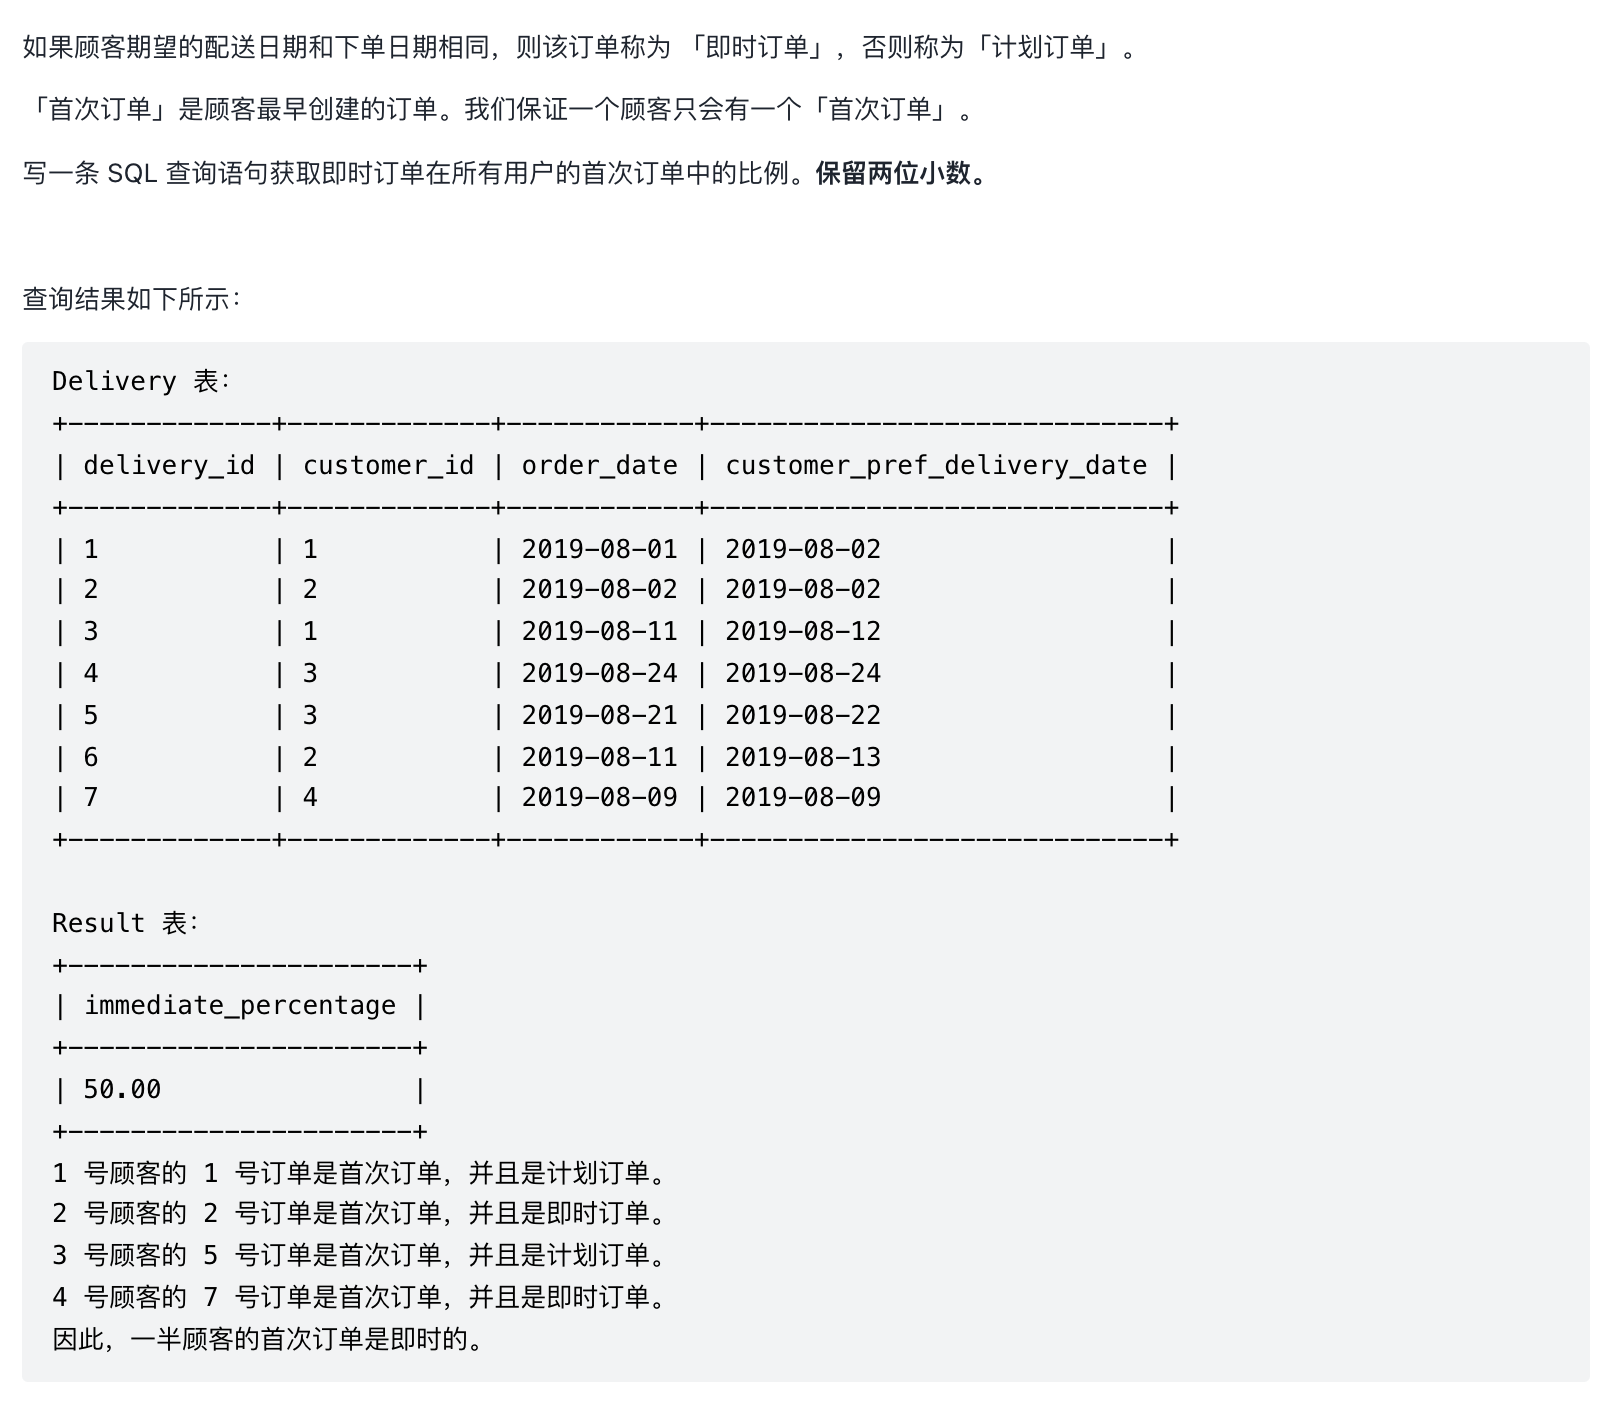 如果顾客期望的配送日期和下单日期相同，则该订单称为 「即时订单」，否则称为「计划订单」。
「首次订单」是顾客最早创建的订单。我们保证一个顾客只会有一个「首次订单」。
写一条 SQL 查询语句获取即时订单在所有用户的首次订单中的比例。保留两位小数。
查询结果如下所示：
Delivery 表：
+-------------+-------------+------------+-----------------------------+
| delivery_id | customer_id | order_date | customer_pref_delivery_date |
+-------------+-------------+------------+-----------------------------+
| 1           | 1           | 2019-08-01 | 2019-08-02                  |
| 2           | 2           | 2019-08-02 | 2019-08-02                  |
| 3           | 1           | 2019-08-11 | 2019-08-12                  |
| 4           | 3           | 2019-08-24 | 2019-08-24                  |
| 5           | 3           | 2019-08-21 | 2019-08-22                  |
| 6           | 2           | 2019-08-11 | 2019-08-13                  |
| 7           | 4           | 2019-08-09 | 2019-08-09                  |
+-------------+-------------+------------+-----------------------------+
Result 表：
+----------------------+
| immediate_percentage |
+----------------------+
| 50.00                |
+----------------------+
1 号顾客的 1 号订单是首次订单，并且是计划订单。
2 号顾客的 2 号订单是首次订单，并且是即时订单。
3 号顾客的 5 号订单是首次订单，并且是计划订单。
4 号顾客的 7 号订单是首次订单，并且是即时订单。
因此，一半顾客的首次订单是即时的。